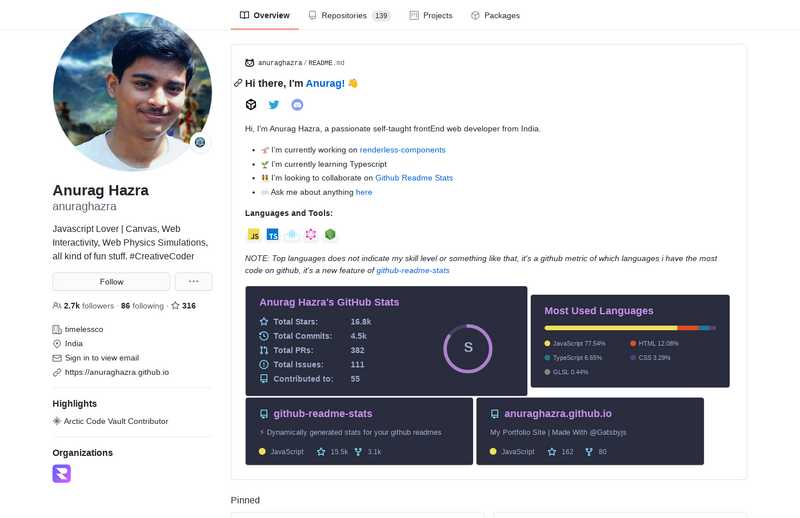 Overview
Repositories 139
Projects
Packages
anuraghazra / README.md
Hi there, I'm Anurag! 👋
Hi, I'm Anurag Hazra, a passionate self-taught frontEnd web developer from India.
I'm currently working on renderless-components
I'm currently learning Typescript
I'm looking to collaborate on Github Readme Stats
Ask me about anything here
Languages and Tools:
JS
TS
NOTE: Top languages does not indicate my skill level or something like that, it's a github metric of which languages i have the most
code on github, it's a new feature of github-readme-stats
Anurag Hazra's GitHub Stats
Total Stars: 16.8k
Total Commits: 4.5k
Total PRs: 382
Total Issues: 111
Contributed to: 55
S
Most Used Languages
JavaScript 77.54%
HTML 12.08%
TypeScript 6.65%
CSS 3.29%
GLSL 0.44%
github-readme-stats
⚡ Dynamically generated stats for your github readmes
JavaScript 15.5k 3.1k
anuraghazra.github.io
My Portfolio Site | Made With @Gatsbyjs
JavaScript 162 80
Pinned
Anurag Hazra
anuraghazra
Javascript Lover | Canvas, Web
Interactivity, Web Physics Simulations,
all kind of fun stuff. #CreativeCoder
Follow
...
2.7k followers · 86 following · 316
timelessco
India
Sign in to view email
https://anuraghazra.github.io
Highlights
Arctic Code Vault Contributor
Organizations